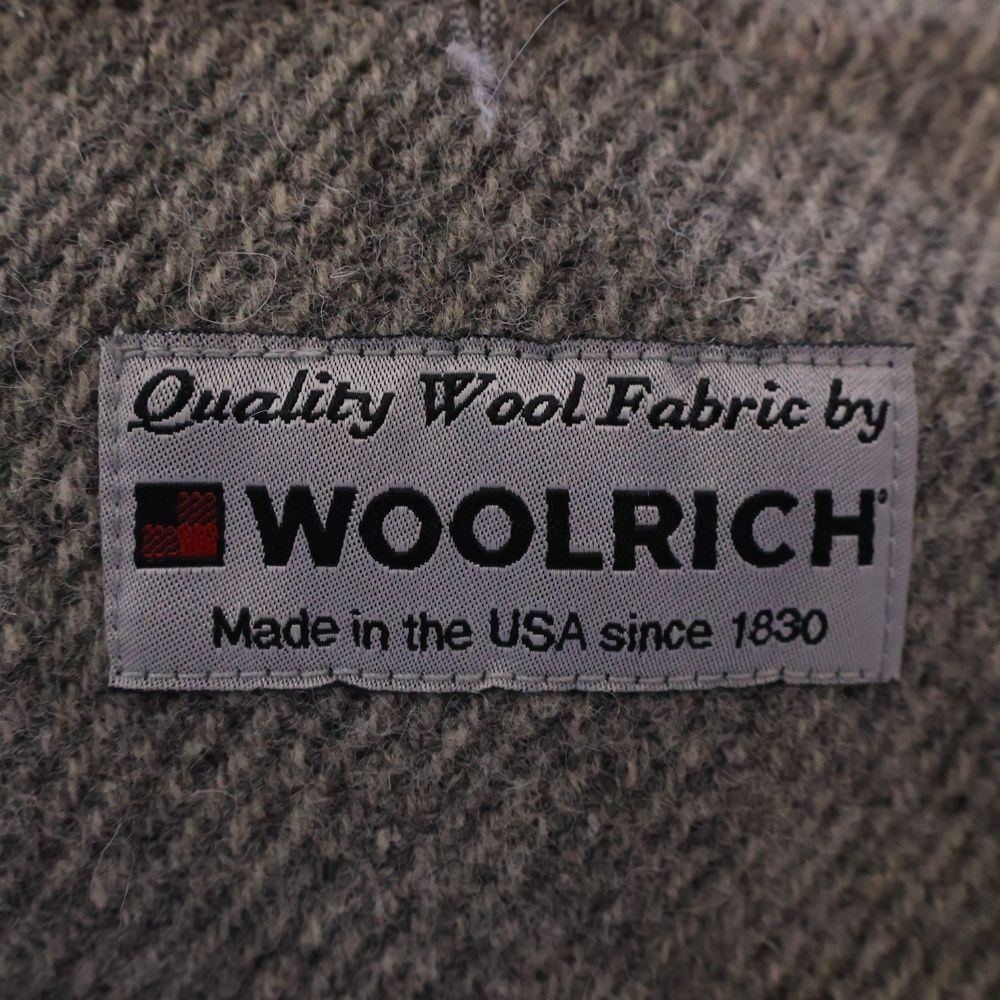 Quality Wool Fabric by
WOOLRICH®
Made in the USA since 1830